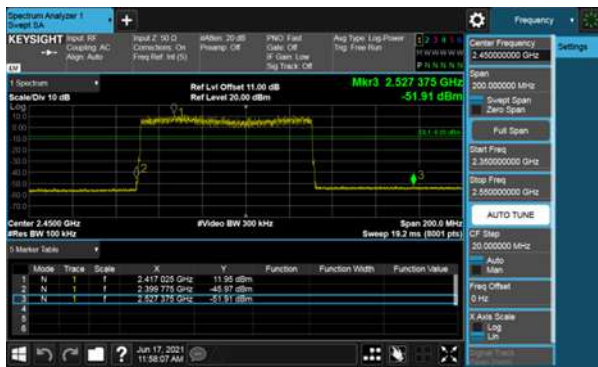 Spectrum Analyzer 1
Swept SA
Frequency
KEYSIGHT Input: RF
Coupling: AC
Align: Auto
Input Z: 50 Ω
Corrections: On
Freq Ref: Int (S)
#Atten: 20 dB
Preamp: Off
PNO: Fast
Gate: Off
IF Gain: Low
Sig Track: Off
Avg Type: Log-Power
Trig: Free Run
1 2 3 4 5 6
M W W W W W
P N N N N N
1 Spectrum
Scale/Div 10 dB
Log
Ref Lvl Offset 11.00 dB
Ref Level 20.00 dBm
Mkr3 2.527 375 GHz
-51.91 dBm
10.0
0.00
-10.0
-20.0
-30.0
-40.0
-50.0
-60.0
-70.0
2
3
Center 2.4500 GHz
#Res BW 100 kHz
#Video BW 300 kHz
Span 200.0 MHz
Sweep 19.2 ms (8001 pts)
5 Marker Table
Mode Trace Scale X Y Function Function Width Function Value
1 N 1 f 2.417 025 GHz 11.95 dBm
2 N 1 f 2.399 775 GHz -45.97 dBm
3 N 1 f 2.527 375 GHz -51.91 dBm
4
5
6
Jun 17, 2021
11:58:07 AM
Center Frequency
2.450000000 GHz
Settings
Span
200.000000 MHz
Swept Span
Zero Span
Full Span
Start Freq
2.350000000 GHz
Stop Freq
2.550000000 GHz
AUTO TUNE
CF Step
20.000000 MHz
Auto
Man
Freq Offset
0 Hz
X Axis Scale
Log
Lin
Signal Track